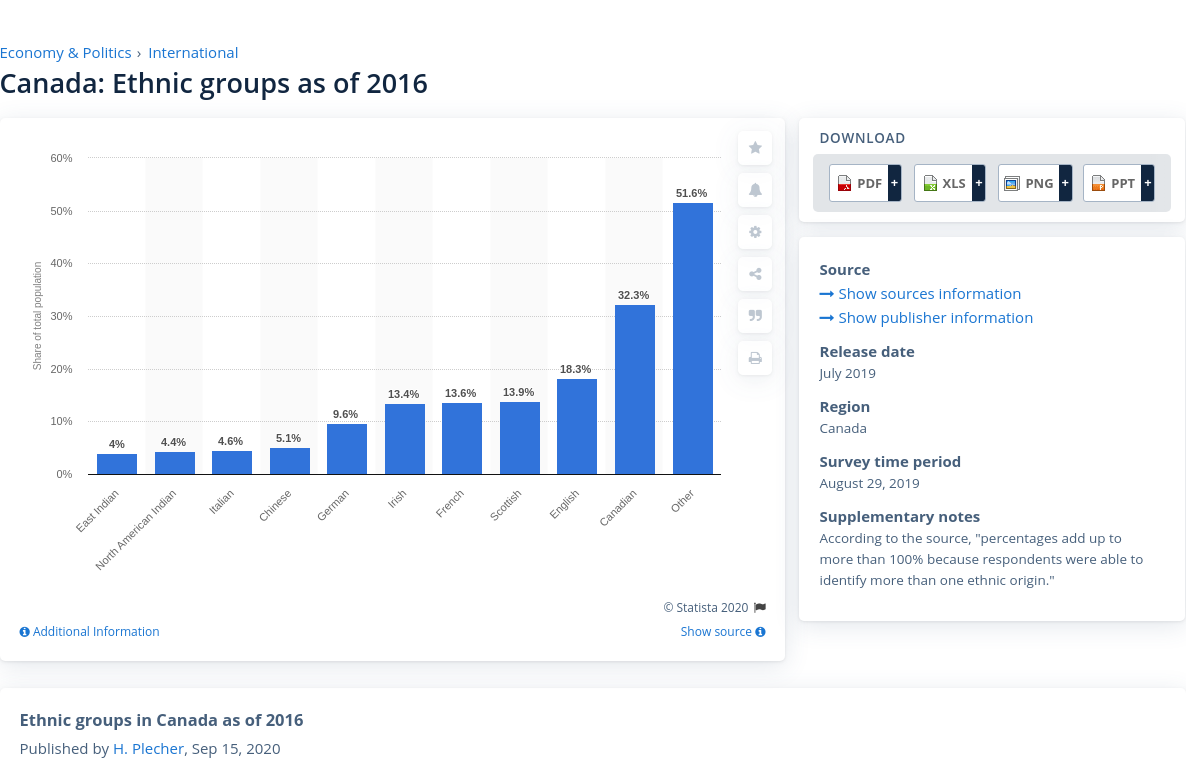 Economy & Politics › International
Canada: Ethnic groups as of 2016
60%
50%
40%
30%
20%
10%
0%
Share of total population
4%
4.4%
4.6%
5.1%
9.6%
13.4%
13.6%
13.9%
18.3%
32.3%
51.6%
East Indian
North American Indian
Italian
Chinese
German
Irish
French
Scottish
English
Canadian
Other
© Statista 2020
Additional Information
Show source
DOWNLOAD
PDF +
XLS +
PNG +
PPT +
Source
Show sources information
Show publisher information
Release date
July 2019
Region
Canada
Survey time period
August 29, 2019
Supplementary notes
According to the source, "percentages add up to
more than 100% because respondents were able to
identify more than one ethnic origin."
Ethnic groups in Canada as of 2016
Published by H. Plecher, Sep 15, 2020